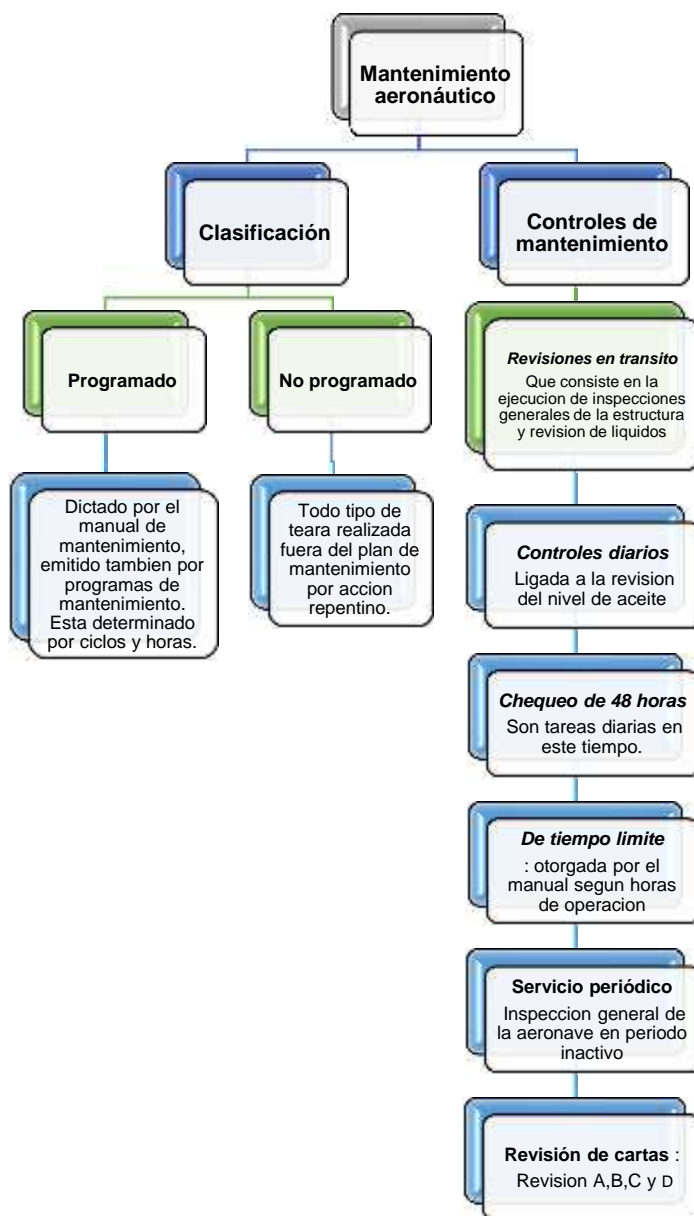 Mantenimiento
aeronáutico
Clasificación
Controles de
mantenimiento
Programado
No programado
Revisiones en transito
Que consiste en la
ejecucion de inspecciones
generales de la estructura
y revision de liquidos
Dictado por el
manual de
mantenimiento,
emitido tambien por
programas de
mantenimiento.
Esta determinado
por ciclos y horas.
Todo tipo de
teara realizada
fuera del plan de
mantenimiento
por accion
repentino.
Controles diarios
Ligada a la revision
del nivel de aceite
Chequeo de 48 horas
Son tareas diarias en
este tiempo.
De tiempo limite
: otorgada por el
manual segun horas
de operacion
Servicio periódico
Inspeccion general de
la aeronave en periodo
inactivo
Revisión de cartas :
Revision A,B,C y D